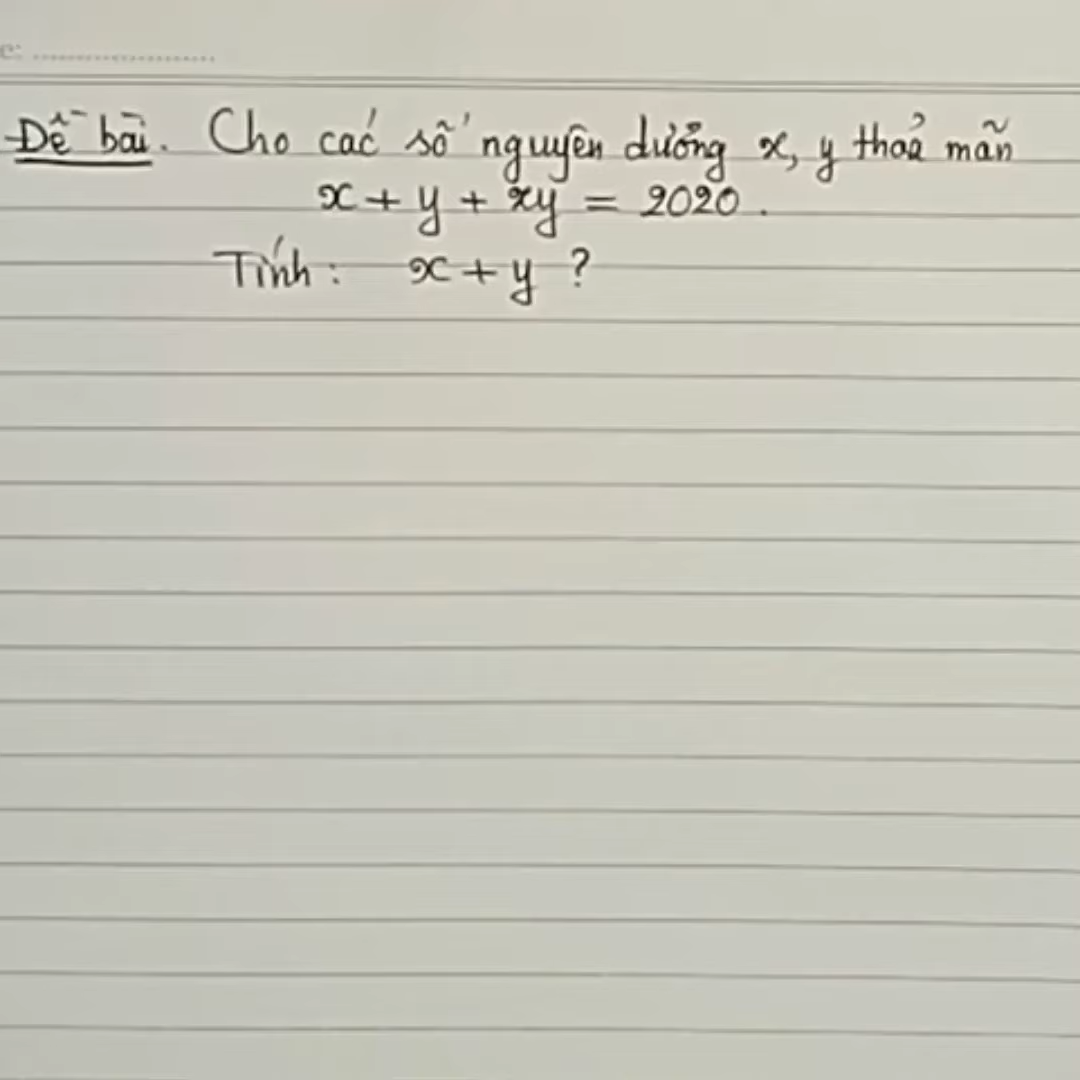 e: ....................
Đề bài. Cho các số nguyên dương x, y thoả mãn
x + y + xy = 2020.
Tính: x + y ?